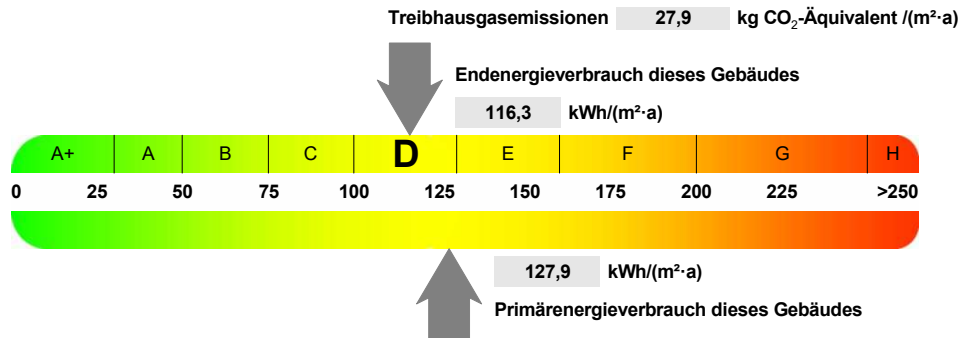 Treibhausgasemissionen 27,9 kg CO₂-Äquivalent /(m²·a)
Endenergieverbrauch dieses Gebäudes
116,3 kWh/(m²·a)
A+ A B C D E F G H
0 25 50 75 100 125 150 175 200 225 >250
127,9 kWh/(m²·a)
Primärenergieverbrauch dieses Gebäudes